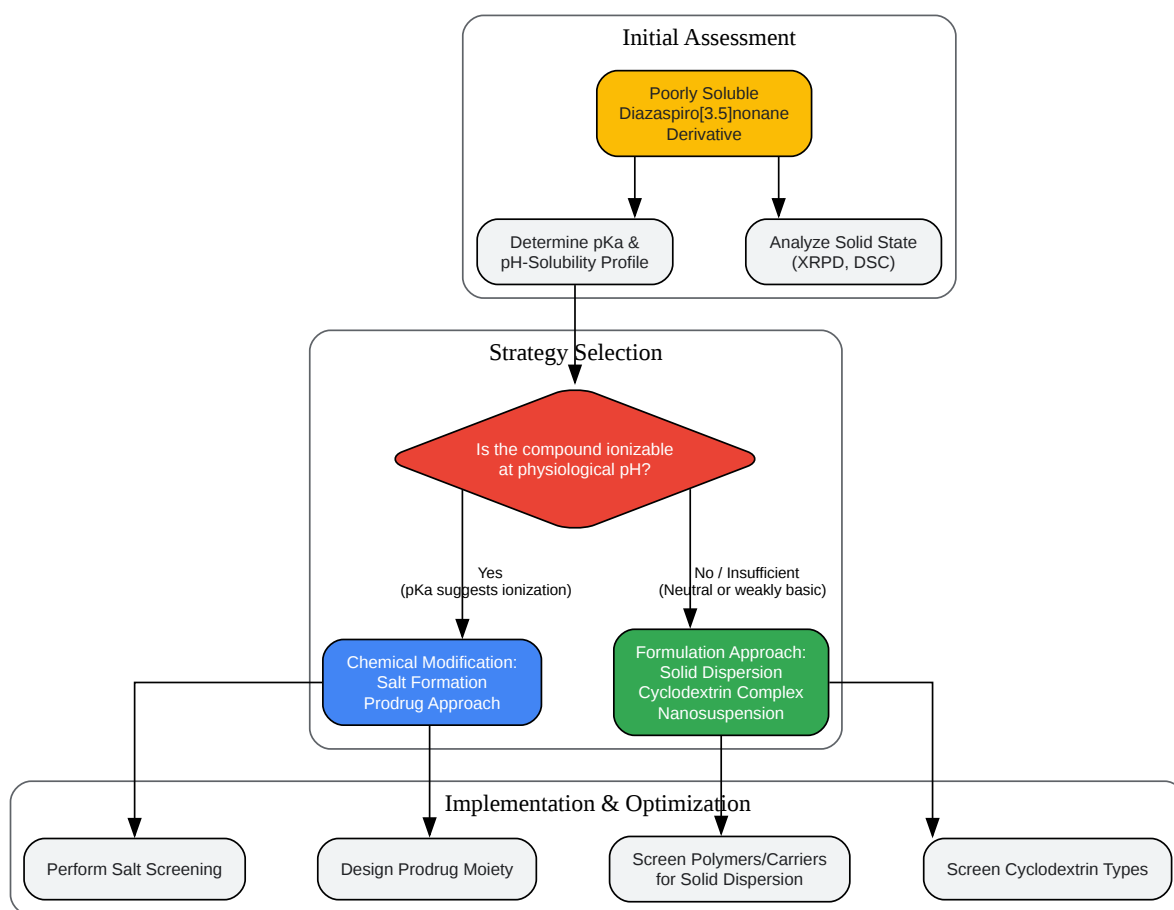 Initial Assessment
Poorly Soluble
Diazaspiro[3.5]nonane
Derivative
Determine pKa &
pH-Solubility Profile
Analyze Solid State
(XRPD, DSC)
Strategy Selection
Is the compound ionizable
at physiological pH?
Yes
(pKa suggests ionization)
No / Insufficient
(Neutral or weakly basic)
Chemical Modification:
Salt Formation
Prodrug Approach
Formulation Approach:
Solid Dispersion
Cyclodextrin Complex
Nanosuspension
Implementation & Optimization
Perform Salt Screening
Design Prodrug Moiety
Screen Polymers/Carriers
for Solid Dispersion
Screen Cyclodextrin Types